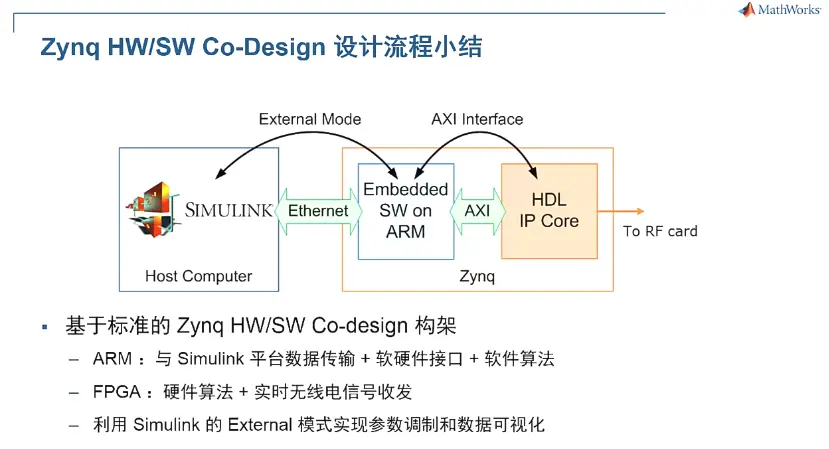 MathWorks
Zynq HW/SW Co-Design 设计流程小结
External Mode
AXI Interface
SIMULINK
Ethernet
Embedded
SW on
ARM
AXI
HDL
IP Core
To RF card
Host Computer
Zynq
▪ 基于标准的 Zynq HW/SW Co-design 构架
– ARM ：与 Simulink 平台数据传输 + 软硬件接口 + 软件算法
– FPGA ：硬件算法 + 实时无线电信号收发
– 利用 Simulink 的 External 模式实现参数调制和数据可视化